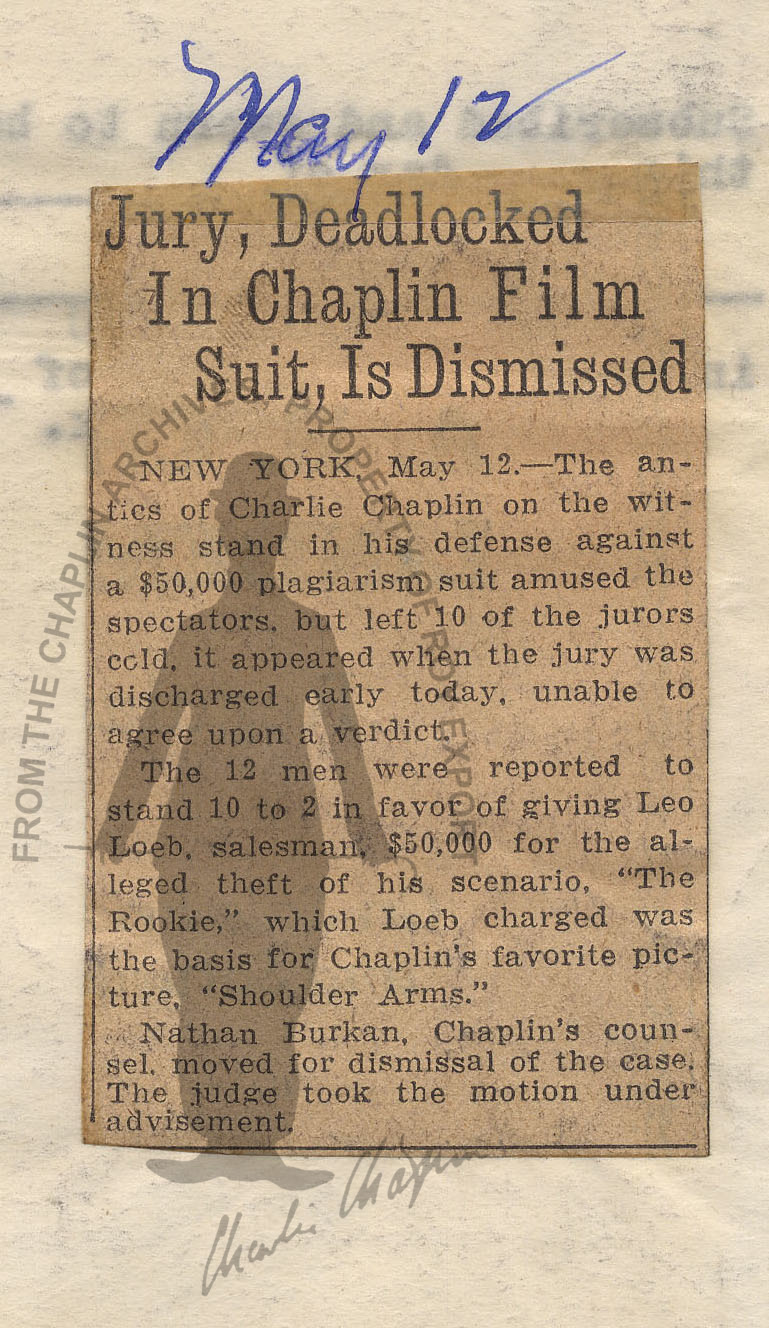 May 12
Jury, Deadlocked
In Chaplin Film
Suit, Is Dismissed
NEW YORK, May 12.—The an-
tics of Charlie Chaplin on the wit-
ness stand in his defense against
a $50,000 plagiarism suit amused the
spectators, but left 10 of the jurors
cold, it appeared when the jury was
discharged early today, unable to
agree upon a verdict.
The 12 men were reported to
stand 10 to 2 in favor of giving Leo
Loeb, salesman, $50,000 for the al-
leged theft of his scenario, “The
Rookie,” which Loeb charged was
the basis for Chaplin's favorite pic-
ture, “Shoulder Arms.”
Nathan Burkan, Chaplin's coun-
sel, moved for dismissal of the case.
The judge took the motion under
advisement.
FROM THE CHAPLIN ARCHIVES
PROPERTY OF ROY EXPORT
Charlie Chaplin